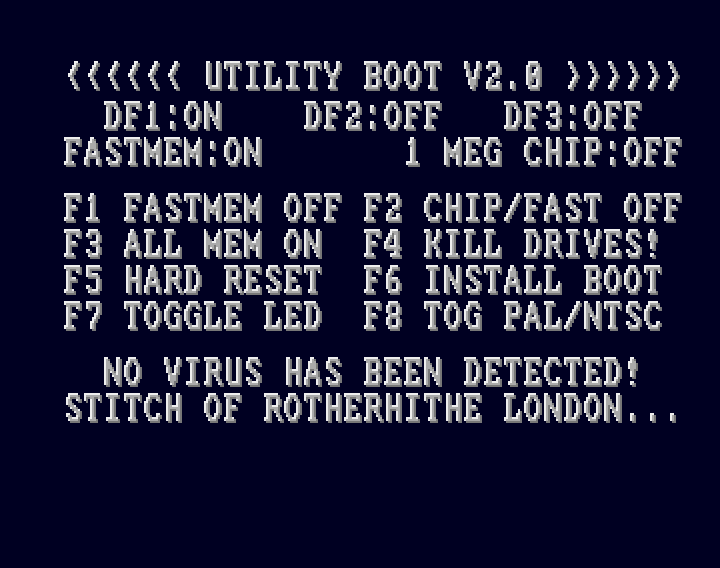 <<<<<< UTILITY BOOT V2.0 >>>>>>
DF1:ON DF2:OFF DF3:OFF
FASTMEM:ON 1 MEG CHIP:OFF
F1 FASTMEM OFF F2 CHIP/FAST OFF
F3 ALL MEM ON F4 KILL DRIVES!
F5 HARD RESET F6 INSTALL BOOT
F7 TOGGLE LED F8 TOG PAL/NTSC
NO VIRUS HAS BEEN DETECTED!
STITCH OF ROTHERHITHE LONDON...